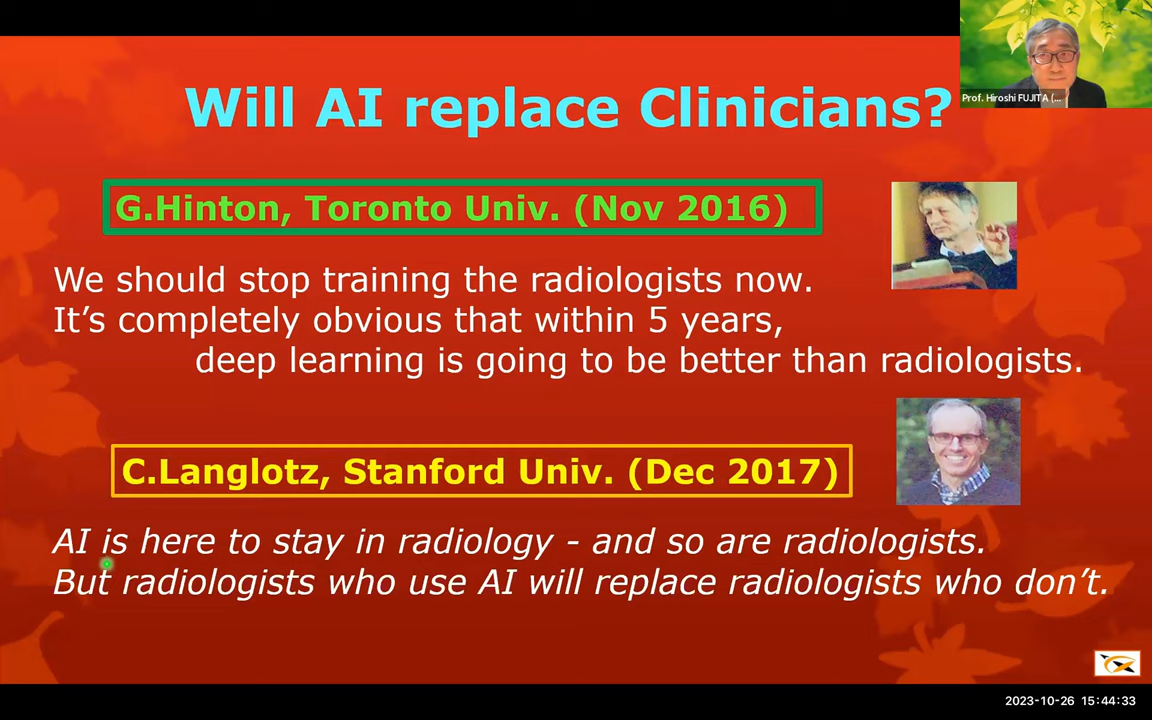 Prof. Hiroshi FUJITA (...
Will AI replace Clinicians?
G.Hinton, Toronto Univ. (Nov 2016)
We should stop training the radiologists now.
It’s completely obvious that within 5 years,
deep learning is going to be better than radiologists.
C.Langlotz, Stanford Univ. (Dec 2017)
AI is here to stay in radiology - and so are radiologists.
But radiologists who use AI will replace radiologists who don’t.
2023-10-26 15:44:33